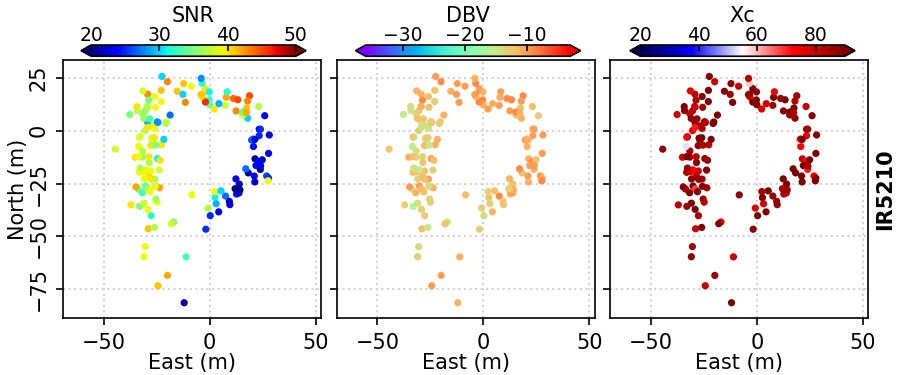 SNR DBV Xc
20 30 40 50 −30 −20 −10 20 40 60 80
25
0
−25
−50
−75
North (m)
−50 0 50 −50 0 50 −50 0 50
East (m) East (m) East (m)
IR5210